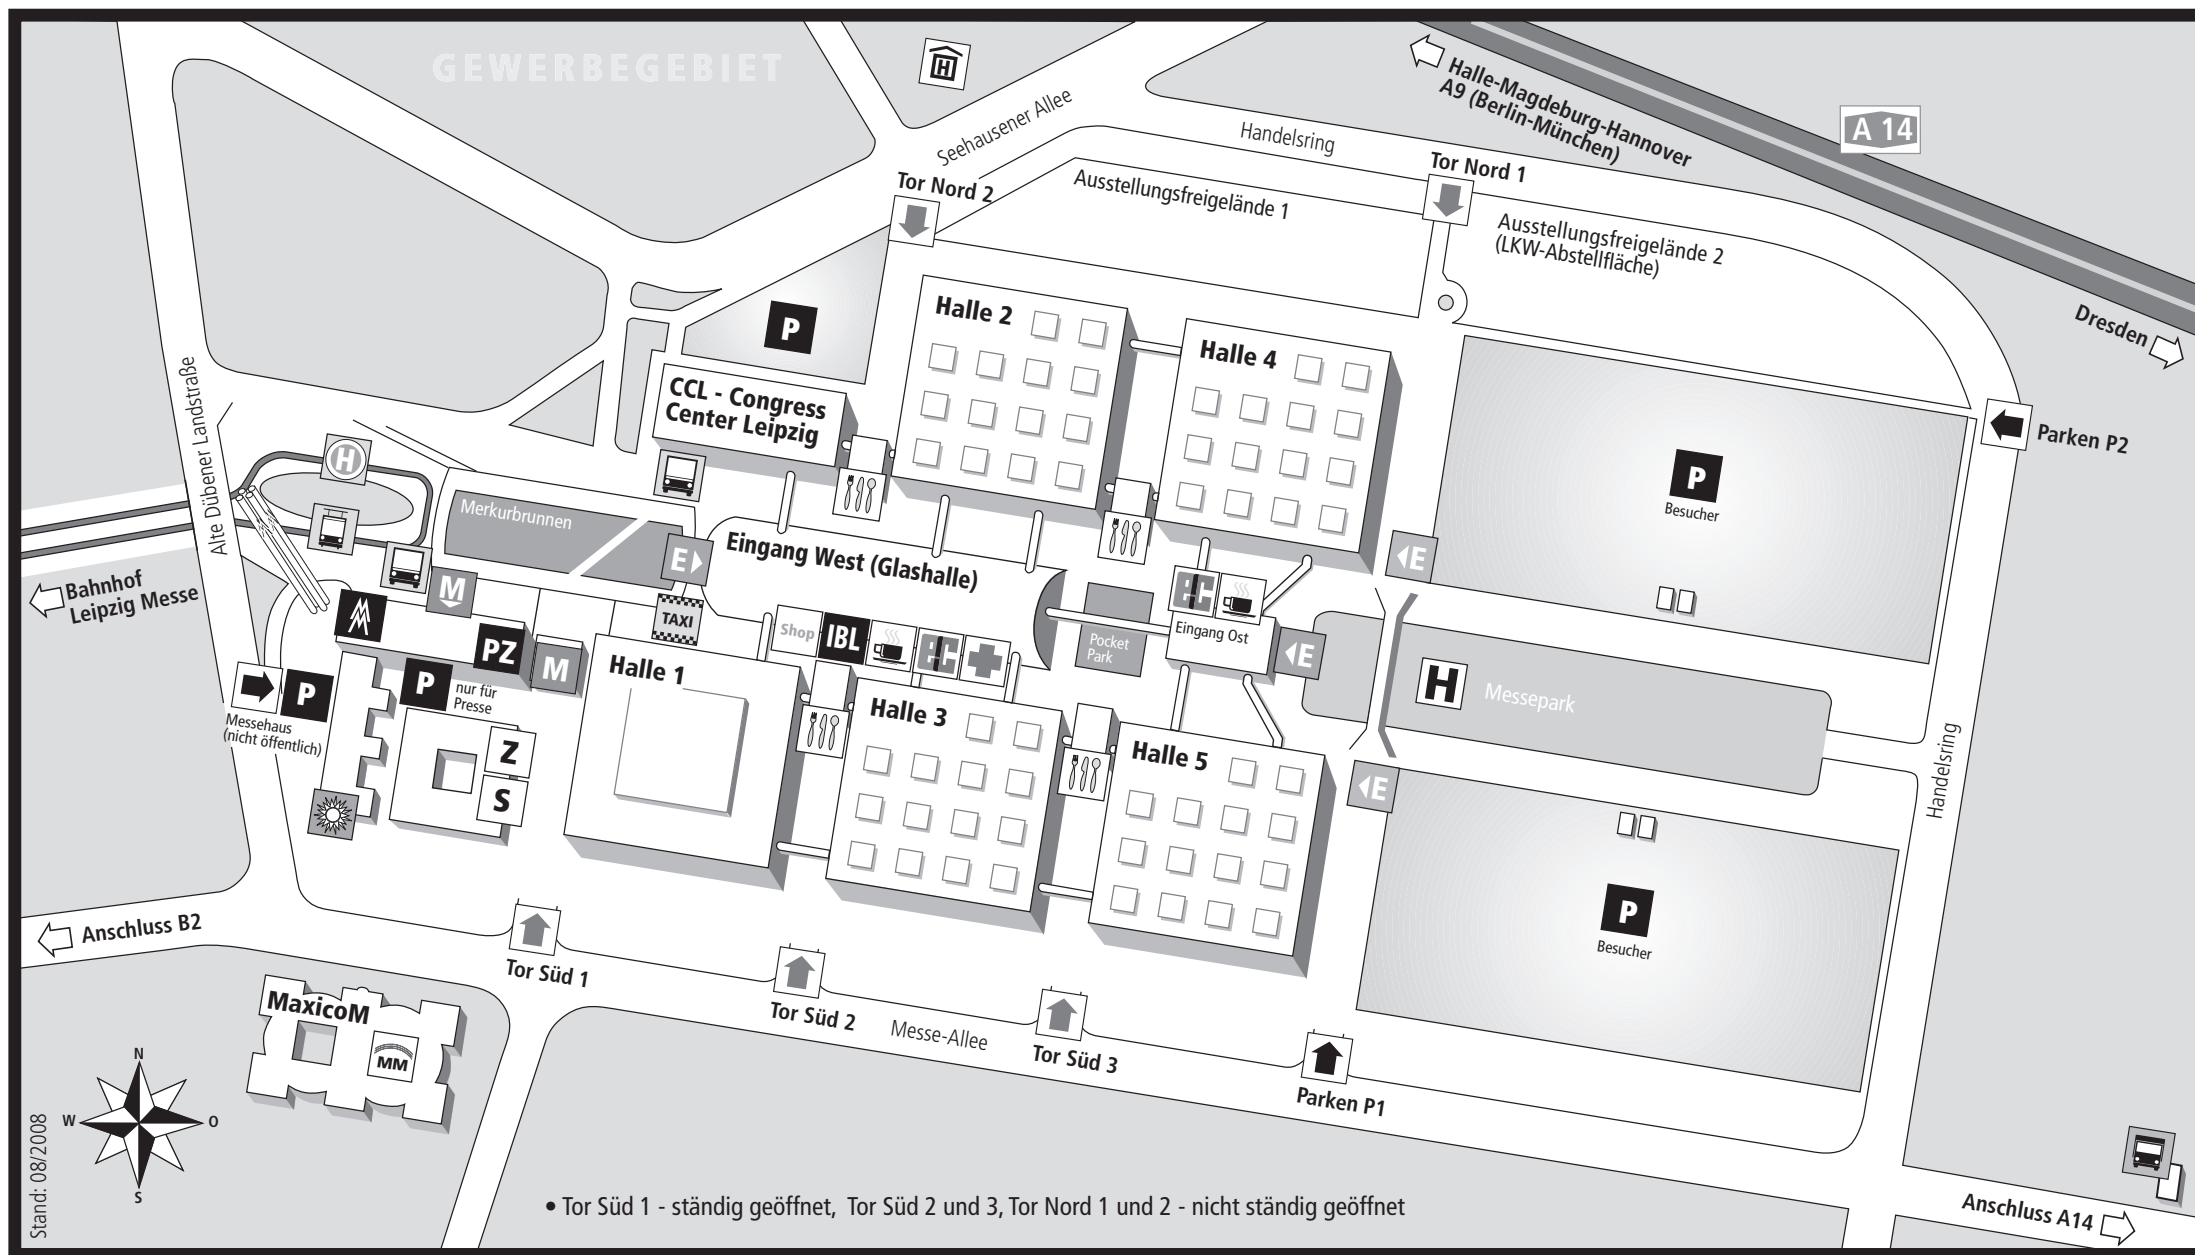 GEWERBEGEBIET
H
Seehausener Allee
Handelsring
Halle-Magdeburg-Hannover
A9 (Berlin-München)
A 14
Tor Nord 2
Tor Nord 1
Ausstellungsfreigelände 1
Ausstellungsfreigelände 2
(LKW-Abstellfläche)
Dresden
P
Halle 2
Halle 4
CCL - Congress
Center Leipzig
Parken P2
P
Besucher
Alte Dübener Landstraße
H
Merkurbrunnen
E
Eingang West (Glashalle)
E
Bahnhof
Leipzig Messe
M
TAXI
Shop
IBL
EC
EC
Pocket
Park
Eingang Ost
E
PZ
M
P
Messehaus
(nicht öffentlich)
P
nur für
Presse
Halle 1
Halle 3
Halle 5
H
Messepark
Z
S
E
Handelsring
P
Besucher
Anschluss B2
Tor Süd 1
Tor Süd 2
Messe-Allee
Tor Süd 3
Parken P1
MaxicoM
MM
N
W
O
S
Stand: 08/2008
• Tor Süd 1 - ständig geöffnet, Tor Süd 2 und 3, Tor Nord 1 und 2 - nicht ständig geöffnet
Anschluss A14